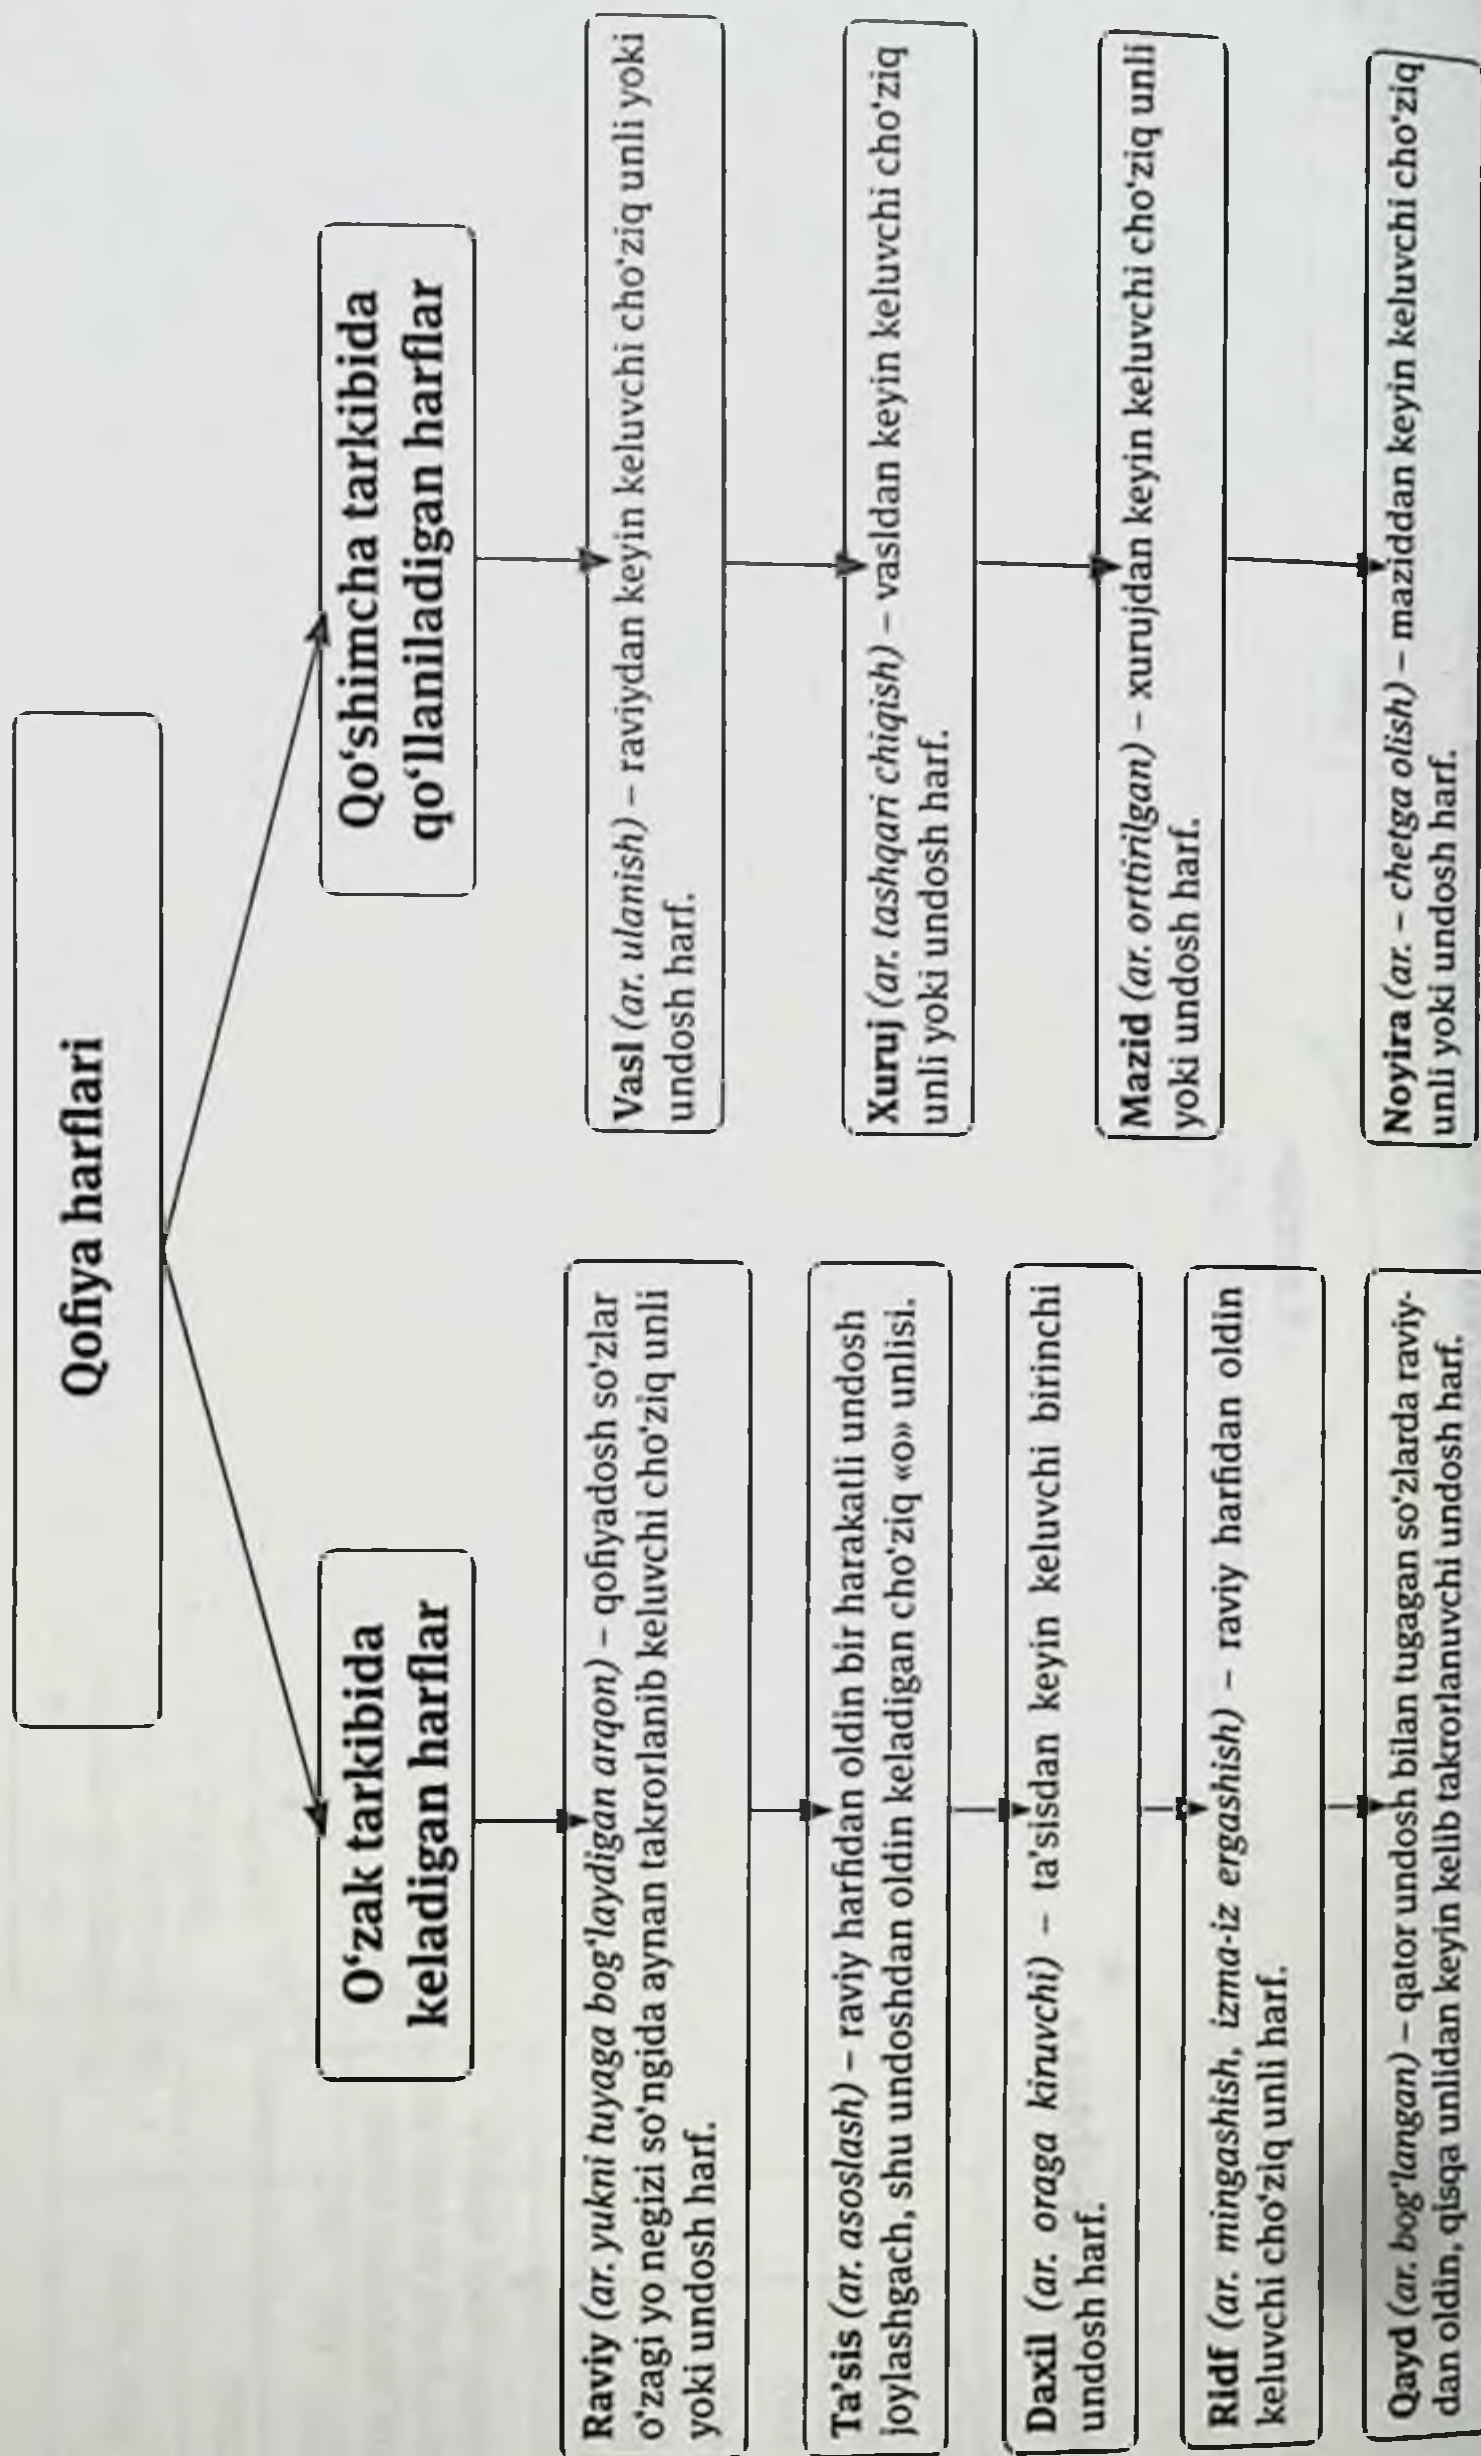 Qofiya harflari
O‘zak tarkibida
keladigan harflar
Raviy (ar. yukni tuyaga bog‘laydigan arqon) – qofiyadosh so‘zlar
o‘zagi yo negizi so‘ngida aynan takrorlanib keluvchi cho‘ziq unli
yoki undosh harf.
Ta’sis (ar. asoslash) – raviy harfidan oldin bir harakatli undosh
joylashgach, shu undoshdan oldin keladigan cho‘ziq «o» unlisi.
Daxil (ar. oraga kiruvchi) – ta’sisdan keyin keluvchi birinchi
undosh harf.
Ridf (ar. mingashish, izma-iz ergashish) – raviy harfidan oldin
keluvchi cho‘ziq unli harf.
Qayd (ar. bog‘langan) – qator undosh bilan tugagan so‘zlarda raviy-
dan oldin, qisqa unlidan keyin kelib takrorlanuvchi undosh harf.
Qo‘shimcha tarkibida
qo‘llaniladigan harflar
Vasl (ar. ulanish) – raviydan keyin keluvchi cho‘ziq unli yoki
undosh harf.
Xuruj (ar. tashqari chiqish) – vasldan keyin keluvchi cho‘ziq
unli yoki undosh harf.
Mazid (ar. orttirilgan) – xurujdan keyin keluvchi cho‘ziq unli
yoki undosh harf.
Noyira (ar. – chetga olish) – maziddan keyin keluvchi cho‘ziq
unli yoki undosh harf.